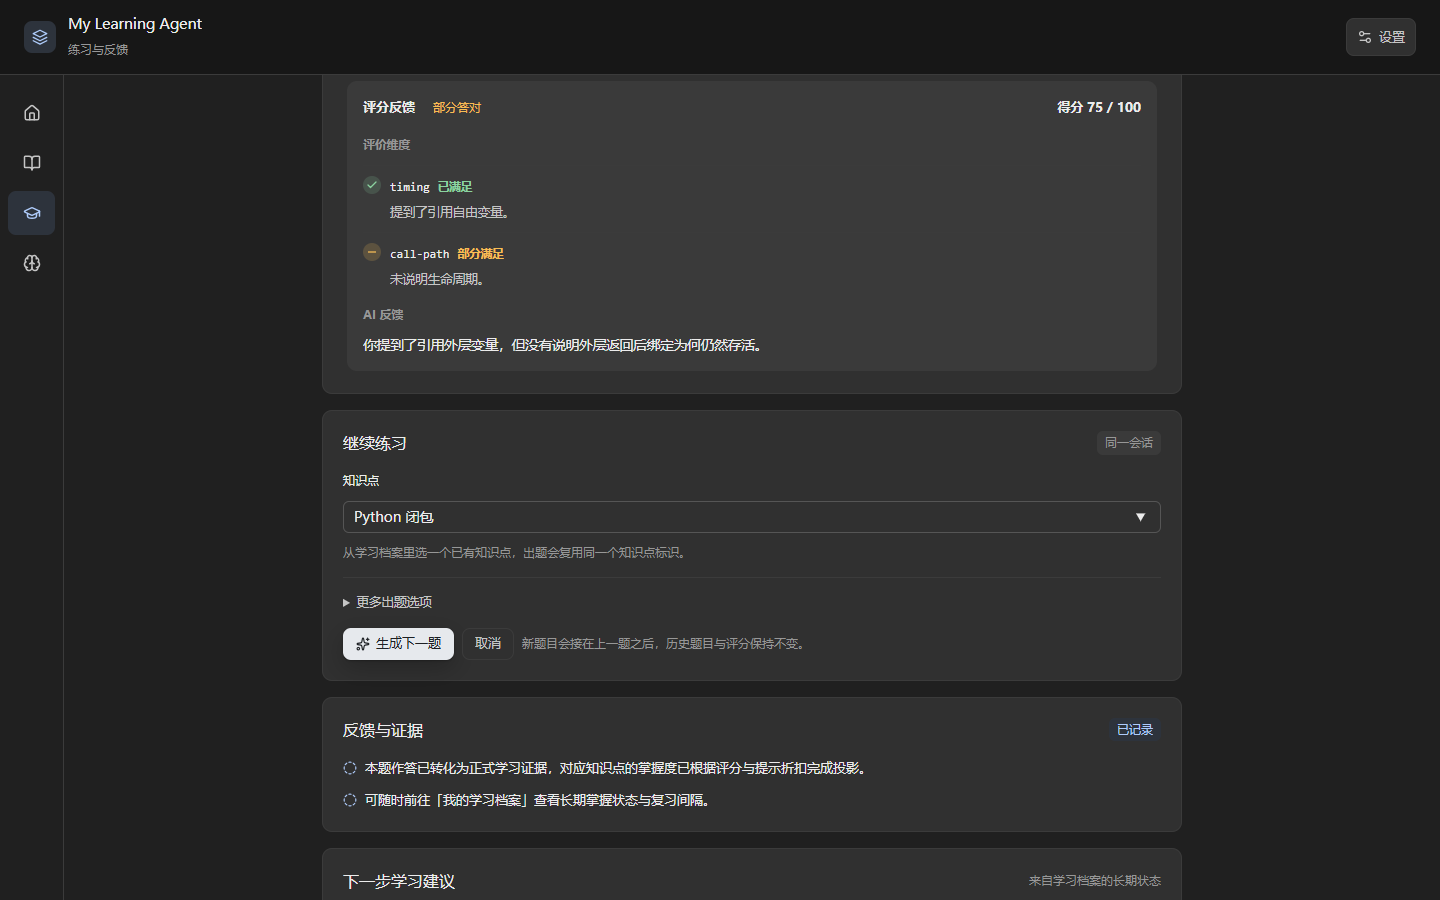 My Learning Agent
练习与反馈
设置
评分反馈 部分答对 得分 75 / 100
评价维度
timing 已满足
提到了引用自由变量。
call-path 部分满足
未说明生命周期。
AI 反馈
你提到了引用外层变量，但没有说明外层返回后绑定为何仍然存活。
继续练习 同一会话
知识点
Python 闭包
从学习档案里选一个已有知识点，出题会复用同一个知识点标识。
更多出题选项
生成下一题 取消 新题目会接在上一题之后，历史题目与评分保持不变。
反馈与证据 已记录
本题作答已转化为正式学习证据，对应知识点的掌握度已根据评分与提示折扣完成投影。
可随时前往「我的学习档案」查看长期掌握状态与复习间隔。
下一步学习建议 来自学习档案的长期状态